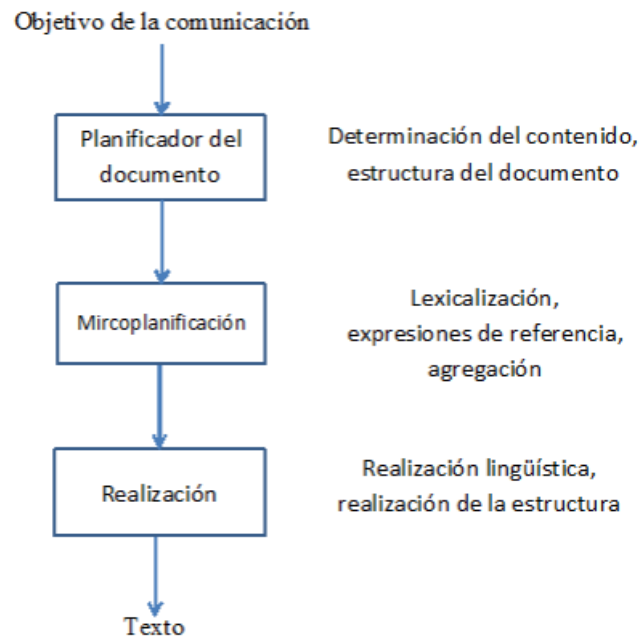 Objetivo de la comunicación
Planificador del
documento
Determinación del contenido,
estructura del documento
Mircoplanificación
Lexicalización,
expresiones de referencia,
agregación
Realización
Realización lingüística,
realización de la estructura
Texto